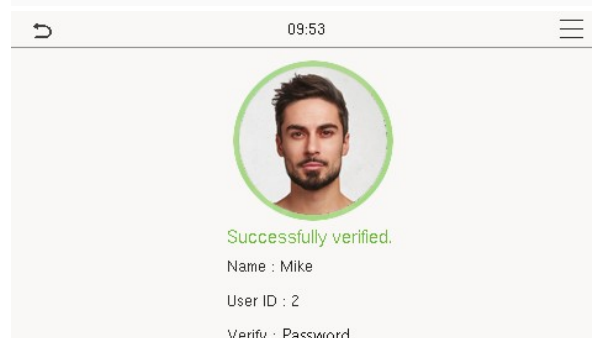 09:53
Successfully verified.
Name : Mike
User ID : 2
Verify : Password